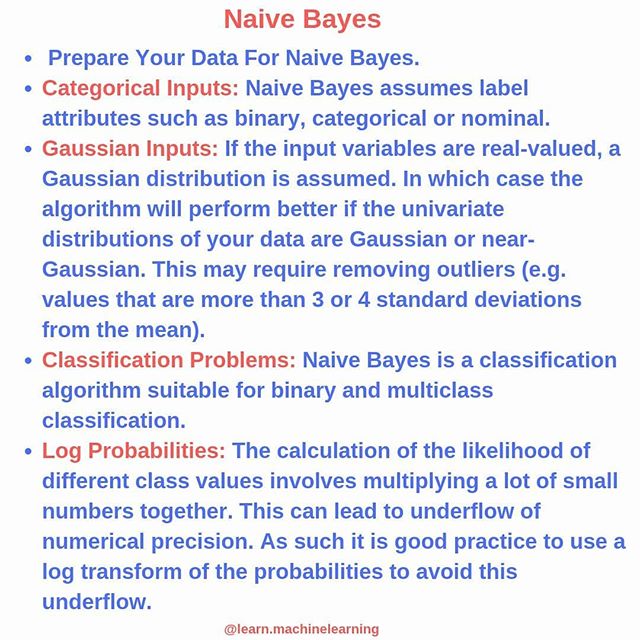 Naive Bayes
• Prepare Your Data For Naive Bayes.
• Categorical Inputs: Naive Bayes assumes label
attributes such as binary, categorical or nominal.
• Gaussian Inputs: If the input variables are real-valued, a
Gaussian distribution is assumed. In which case the
algorithm will perform better if the univariate
distributions of your data are Gaussian or near-
Gaussian. This may require removing outliers (e.g.
values that are more than 3 or 4 standard deviations
from the mean).
• Classification Problems: Naive Bayes is a classification
algorithm suitable for binary and multiclass
classification.
• Log Probabilities: The calculation of the likelihood of
different class values involves multiplying a lot of small
numbers together. This can lead to underflow of
numerical precision. As such it is good practice to use a
log transform of the probabilities to avoid this
underflow.
@learn.machinelearning